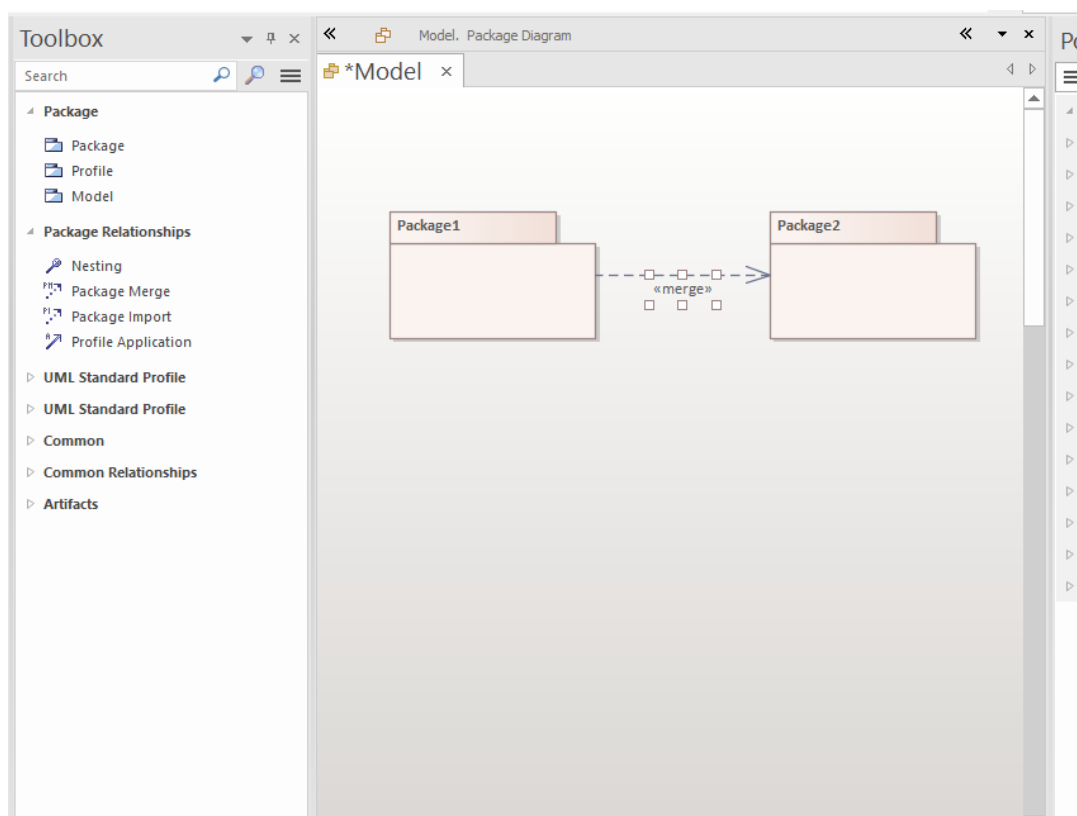 Toolbox
Search
Package
Package
Profile
Model
Package Relationships
Nesting
Package Merge
Package Import
Profile Application
UML Standard Profile
UML Standard Profile
Common
Common Relationships
Artifacts
Model. Package Diagram
*Model
Package1
Package2
«merge»